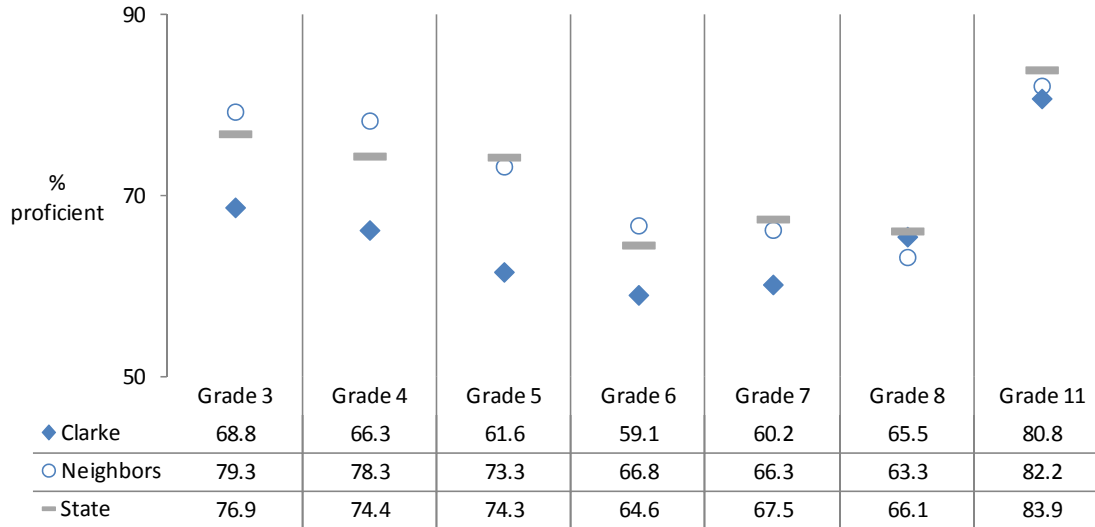 90
70
50
%
proficient
Grade 3 Grade 4 Grade 5 Grade 6 Grade 7 Grade 8 Grade 11
Clarke 68.8 66.3 61.6 59.1 60.2 65.5 80.8
Neighbors 79.3 78.3 73.3 66.8 66.3 63.3 82.2
State 76.9 74.4 74.3 64.6 67.5 66.1 83.9